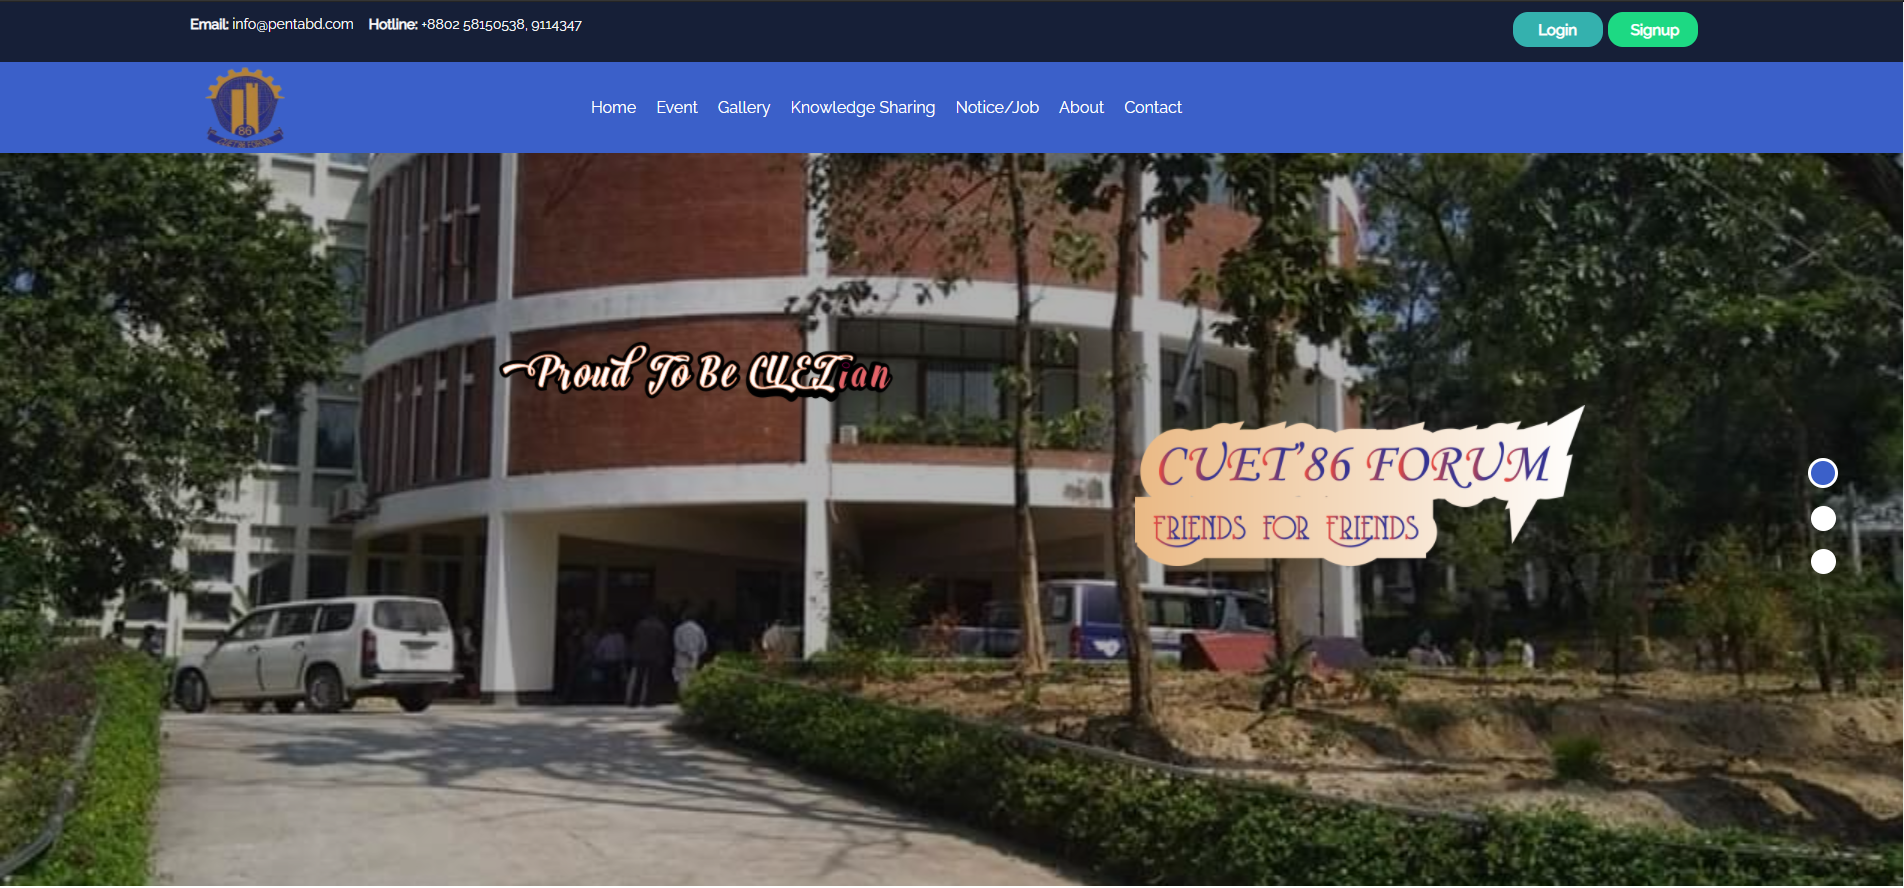 Email: info@pentabd.com Hotline: +8802 58150538, 9114347
Login Signup
86
Home Event Gallery Knowledge Sharing Notice/Job About Contact
Proud To Be CUETian
CUET'86 FORUM
FRIENDS FOR FRIENDS